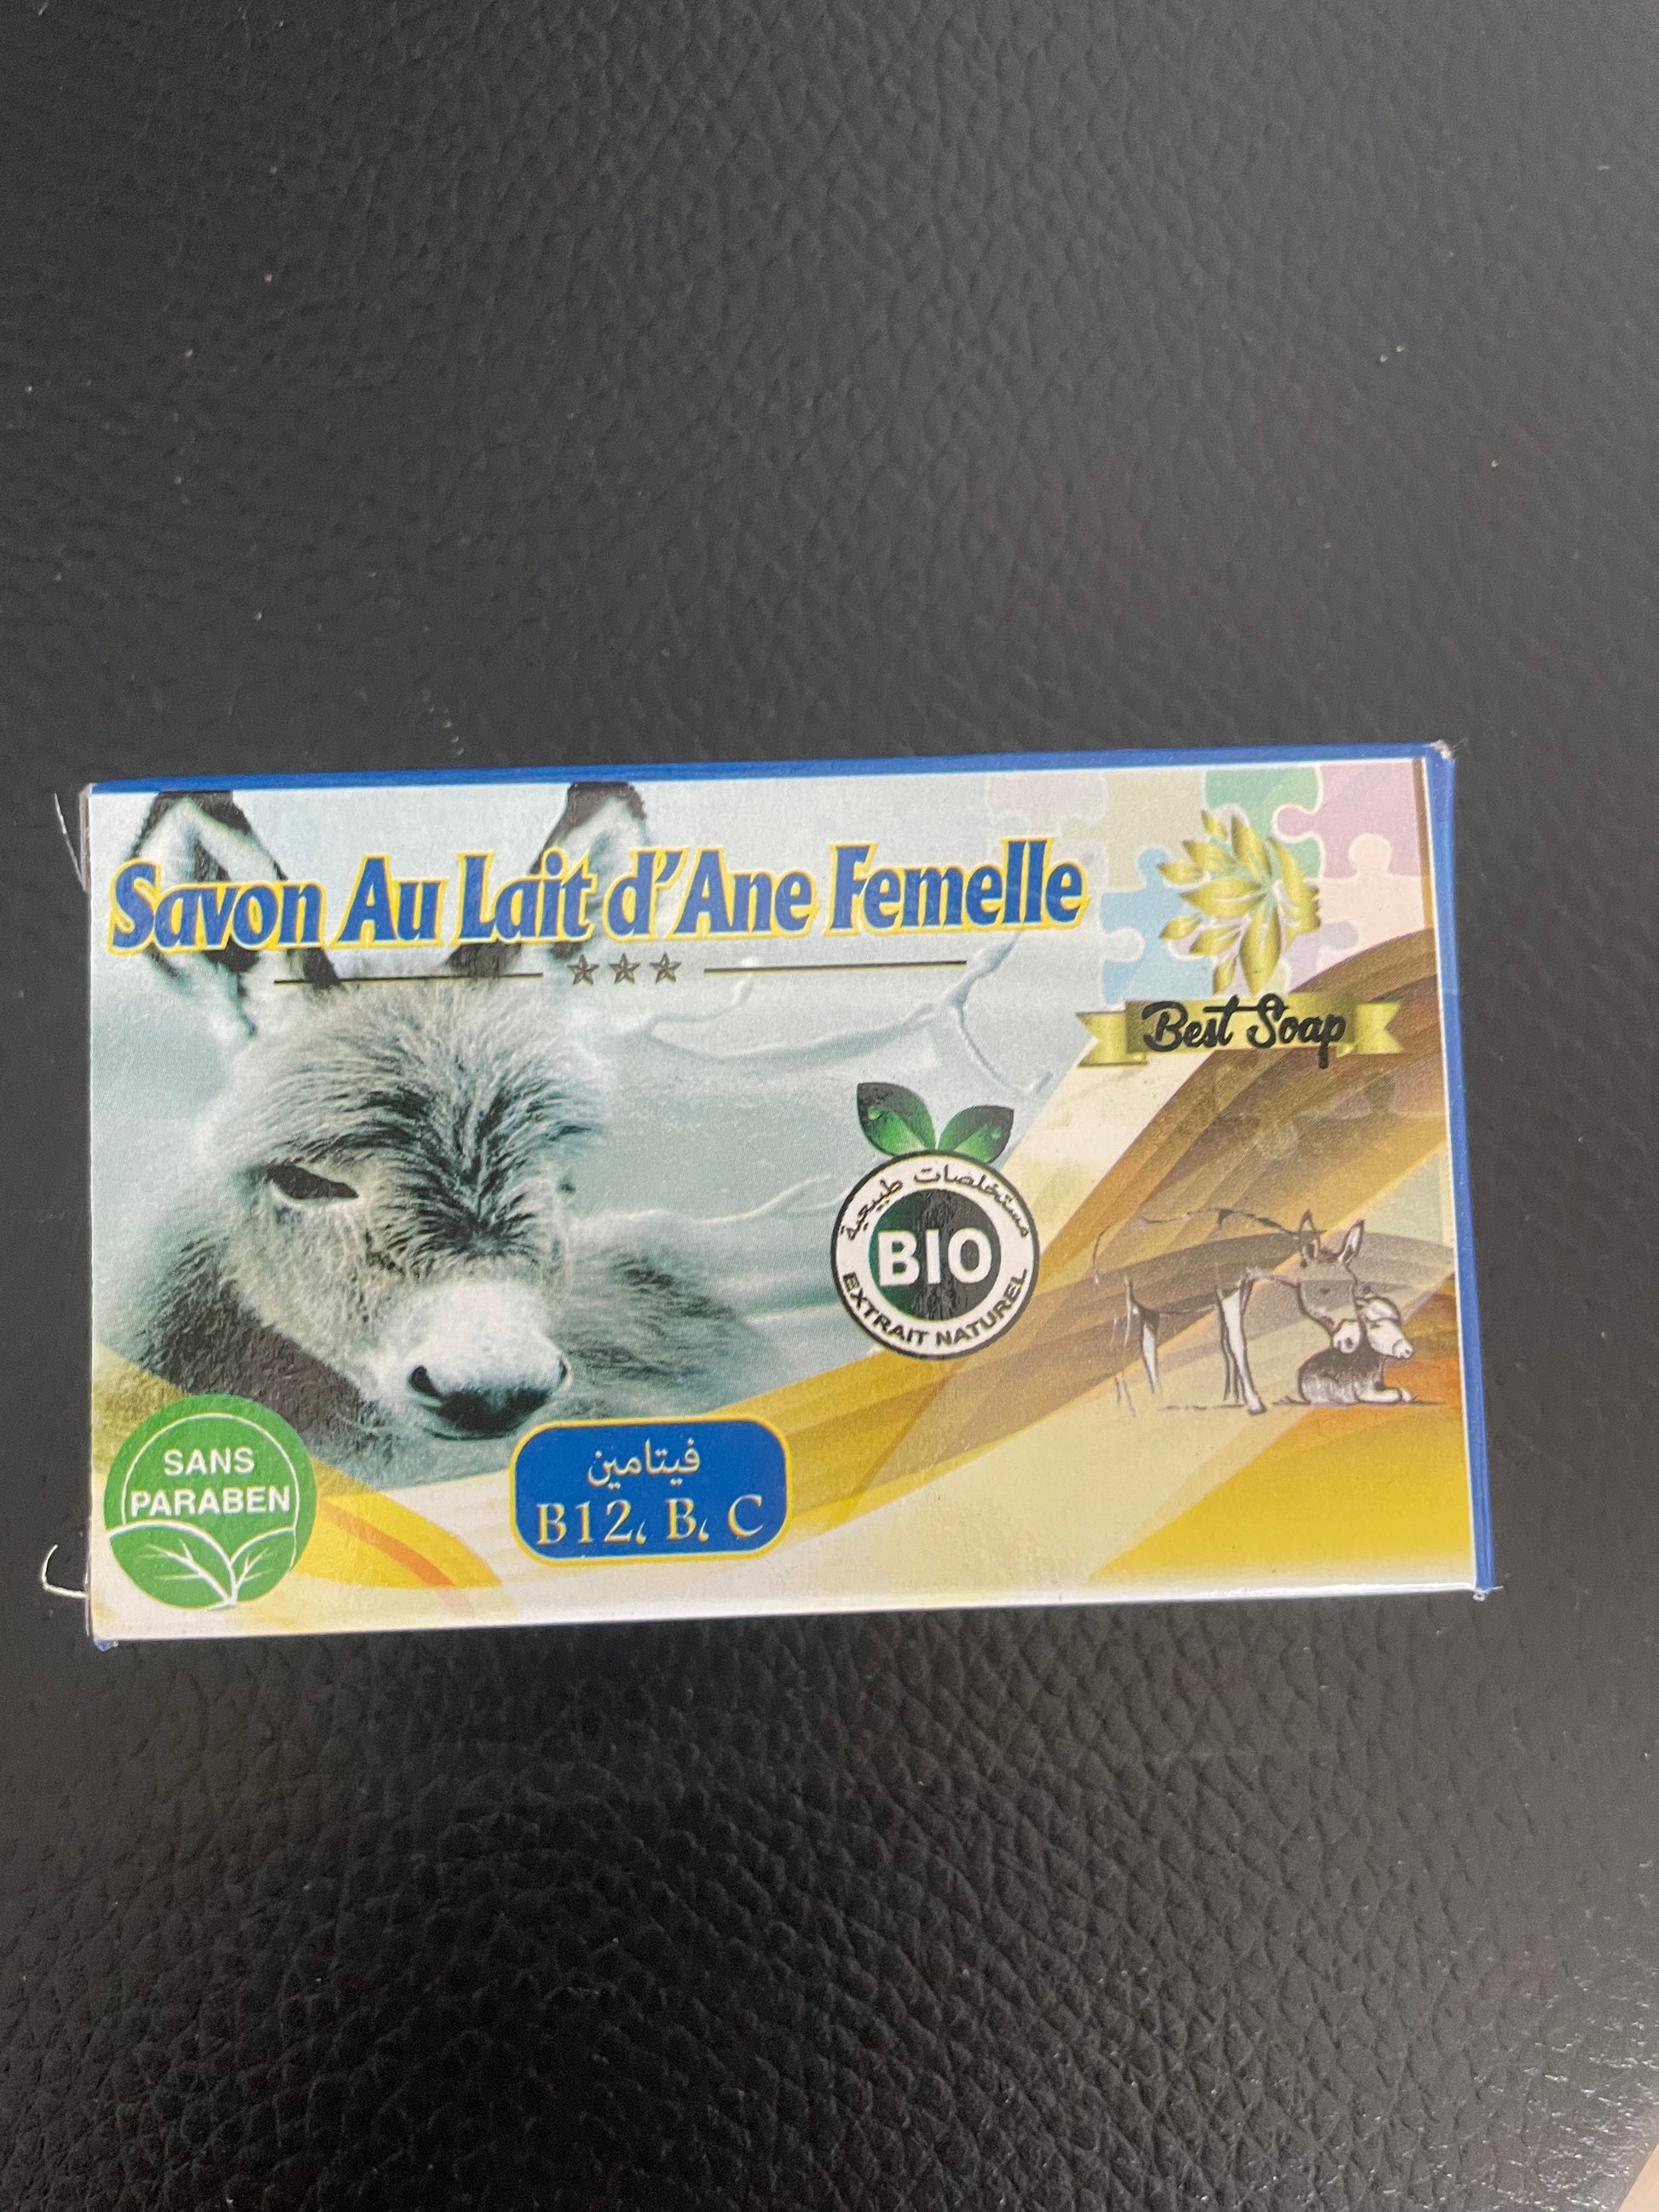 Savon Au Lait d'Ane Femelle
Best Soap
مستخلصات طبيعية
BIO
EXTRAIT NATUREL
SANS
PARABEN
فيتامين
B12، B، C